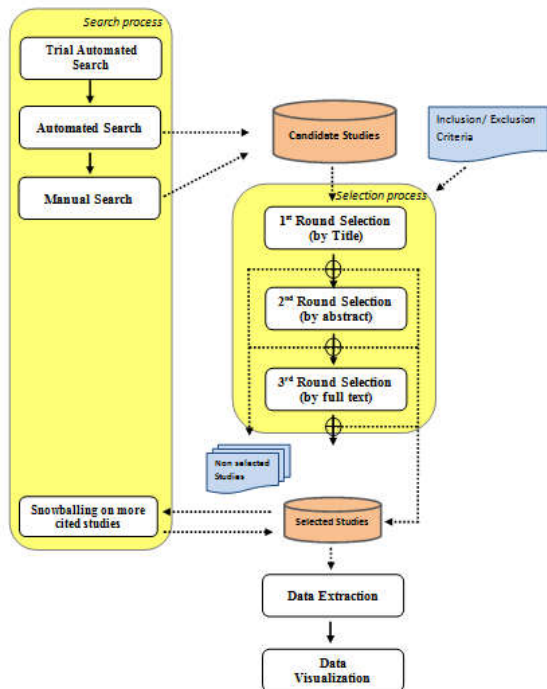 Search process
Trial Automated
Search
Automated Search
Manual Search
Snowballing on more
cited studies
Candidate Studies
Inclusion/ Exclusion
Criteria
Selection process
1st Round Selection
(by Title)
2nd Round Selection
(by abstract)
3rd Round Selection
(by full text)
Non selected
Studies
Selected Studies
Data Extraction
Data
Visualization